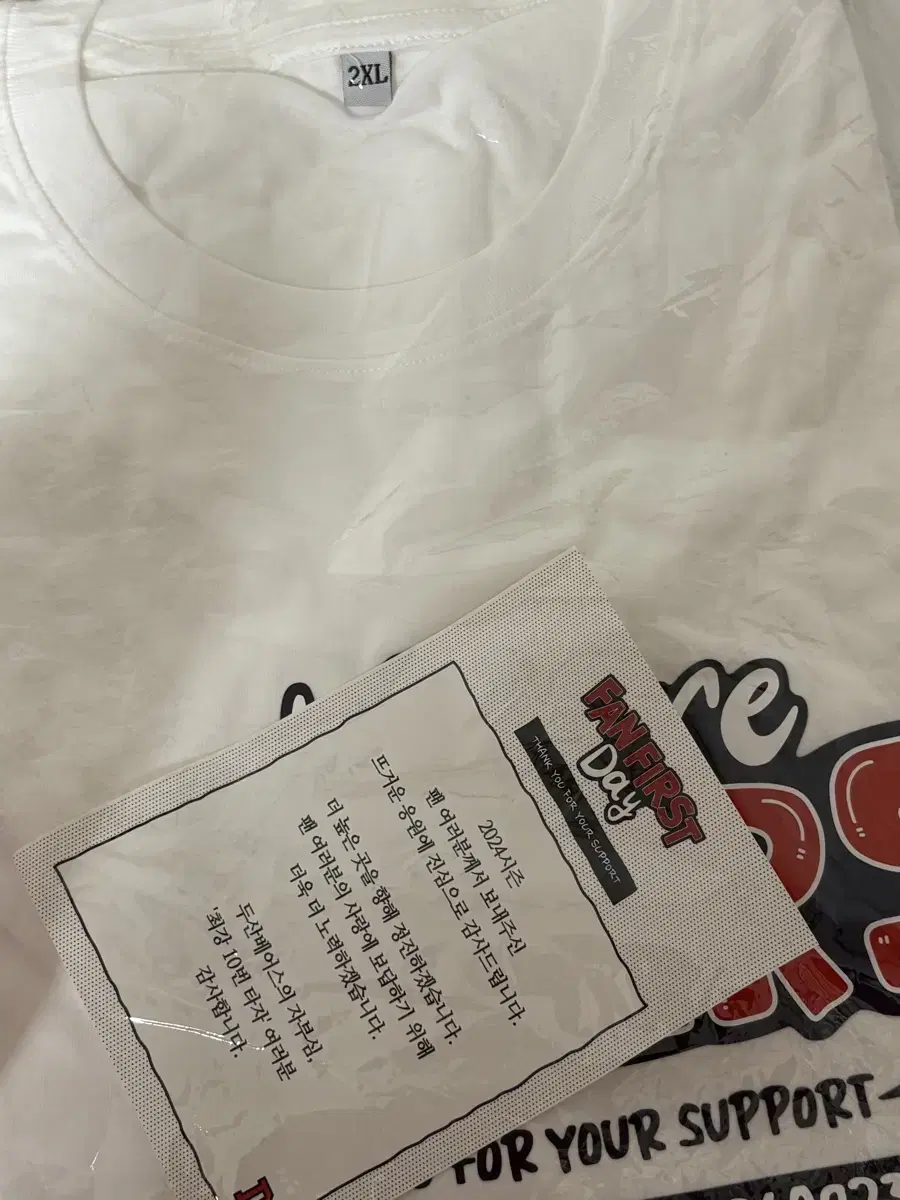 2XL
re
FAN FIRST
Day
THANK YOU FOR YOUR SUPPORT
2024시즌
팬 여러분께서 보내주신
뜨거운 응원에 진심으로 감사드립니다.
더 높은 곳을 향해 정진하겠습니다.
팬 여러분의 사랑에 보답하기 위해
더욱 더 노력하겠습니다.
두산베어스의 자부심,
'최강 10번 타자' 여러분
감사합니다.
FOR YOUR SUPPORT